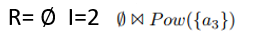 R= Ø I=2 ∅ ⋈ Pow({a₃})